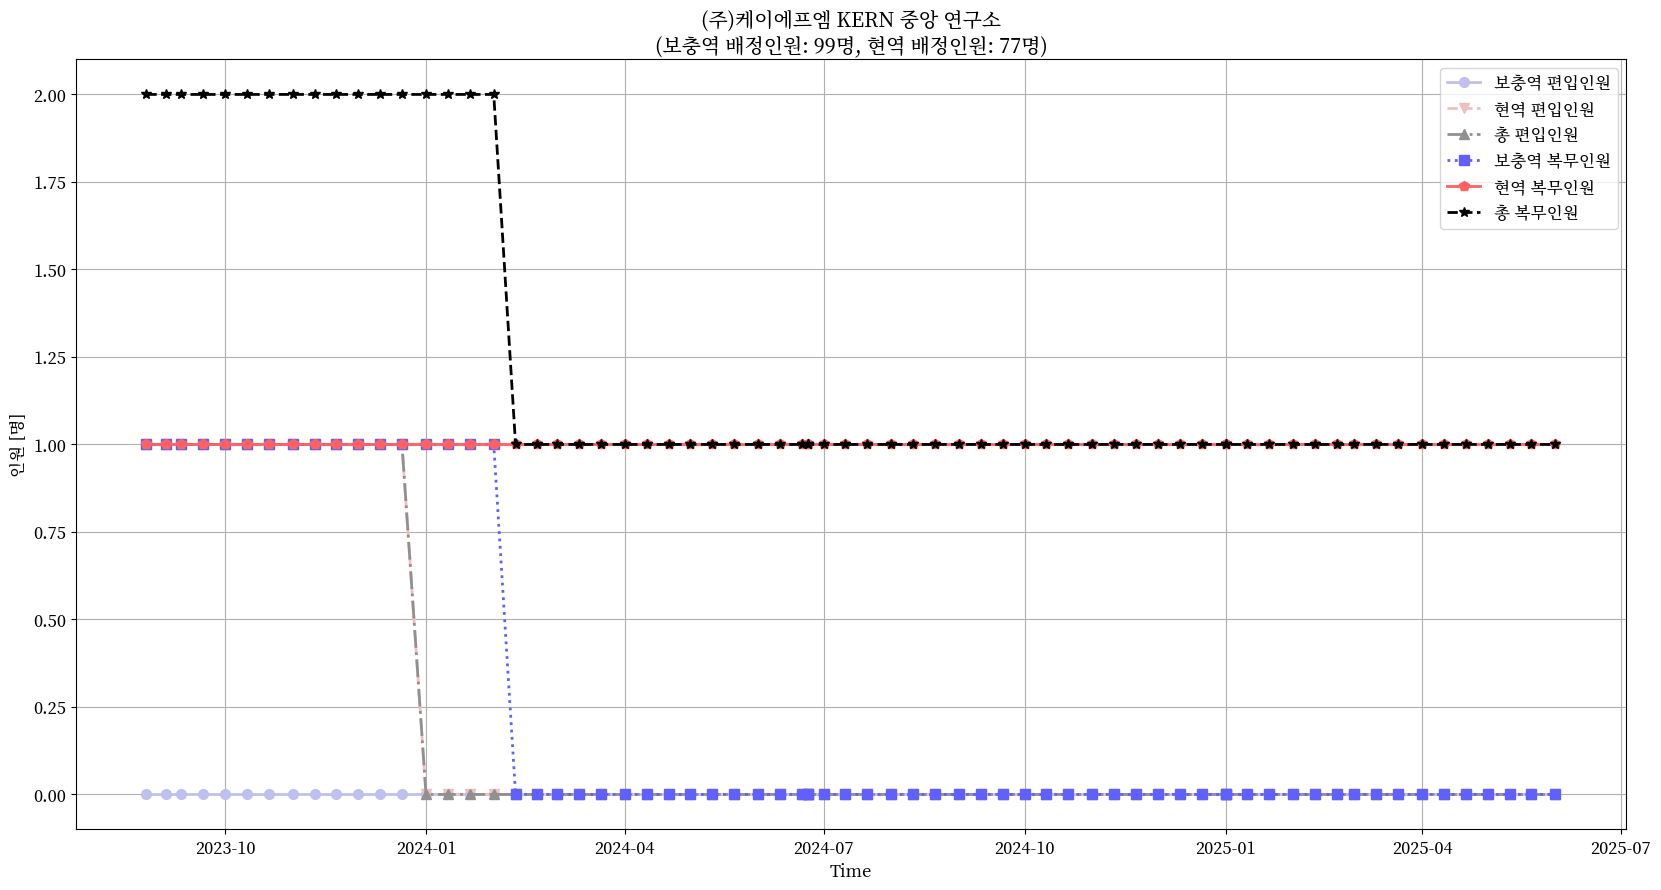 (주)케이에프엠 KERN 중앙 연구소
(보충역 배정인원: 99명, 현역 배정인원: 77명)
보충역 편입인원
현역 편입인원
총 편입인원
보충역 복무인원
현역 복무인원
총 복무인원
인원 [명]
2.00
1.75
1.50
1.25
1.00
0.75
0.50
0.25
0.00
2023-10
2024-01
2024-04
2024-07
2024-10
2025-01
2025-04
2025-07
Time